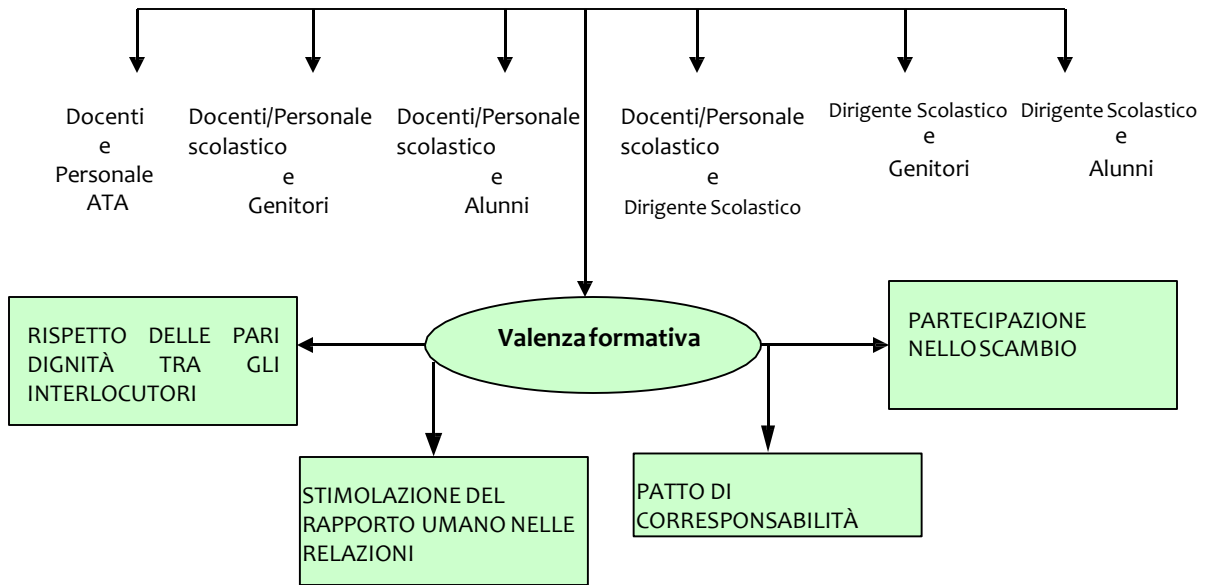 Docenti
e
Personale
ATA
Docenti/Personale
scolastico
e
Genitori
Docenti/Personale
scolastico
e
Alunni
Docenti/Personale
scolastico
e
Dirigente Scolastico
Dirigente Scolastico
e
Genitori
Dirigente Scolastico
e
Alunni
Valenza formativa
RISPETTO DELLE PARI
DIGNITÀ TRA GLI
INTERLOCUTORI
PARTECIPAZIONE
NELLO SCAMBIO
STIMOLAZIONE DEL
RAPPORTO UMANO NELLE
RELAZIONI
PATTO DI
CORRESPONSABILITÀ